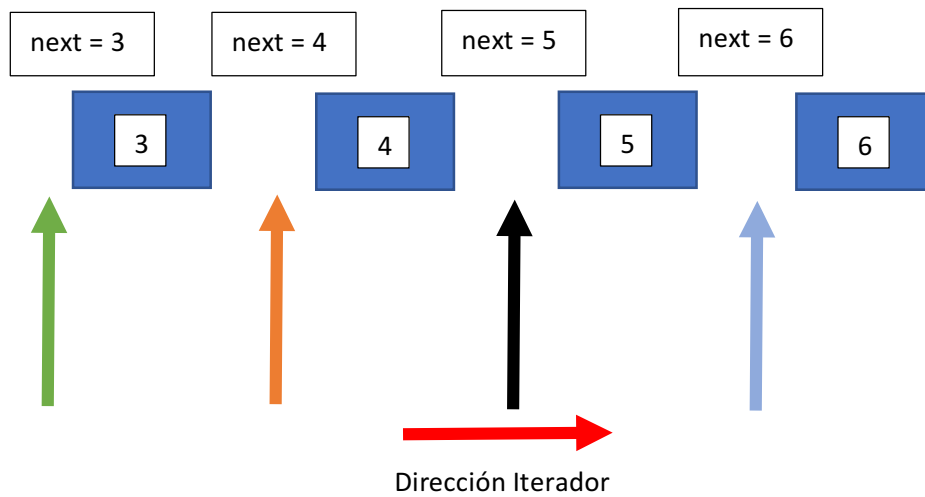 next = 3
next = 4
next = 5
next = 6
3
4
5
6
Dirección Iterador